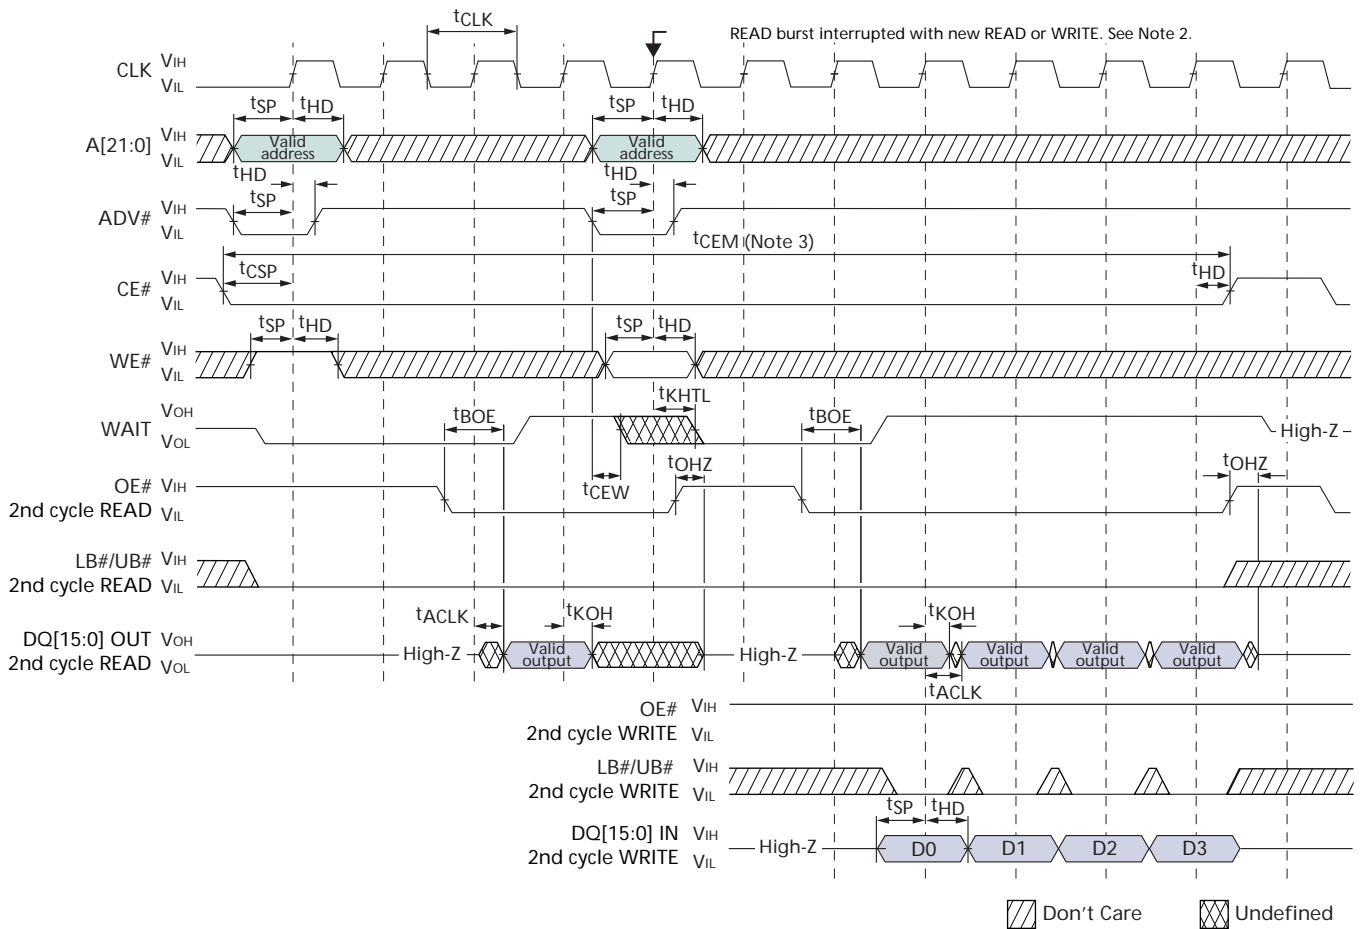 tCLK
READ burst interrupted with new READ or WRITE. See Note 2.
CLK VIH
VIL
tSP tHD tSP tHD
A[21:0] VIH
VIL
Valid address
Valid address
tHD tHD
tSP tSP
ADV# VIH
VIL
tCEM (Note 3)
tCSP tHD
CE# VIH
VIL
tSP tHD tSP tHD
WE# VIH
VIL
tKHTL
WAIT VOH
VOL
tBOE tBOE
High-Z
tOHZ tOHZ
tCEW
OE# VIH
2nd cycle READ VIL
LB#/UB# VIH
2nd cycle READ VIL
tACLK tKOH tKOH
DQ[15:0] OUT VOH
2nd cycle READ VOL
High-Z
Valid output
High-Z
Valid output
Valid output
Valid output
Valid output
tACLK
OE# VIH
2nd cycle WRITE VIL
LB#/UB# VIH
2nd cycle WRITE VIL
tSP tHD
DQ[15:0] IN VIH
2nd cycle WRITE VIL
High-Z D0 D1 D2 D3
Don't Care Undefined